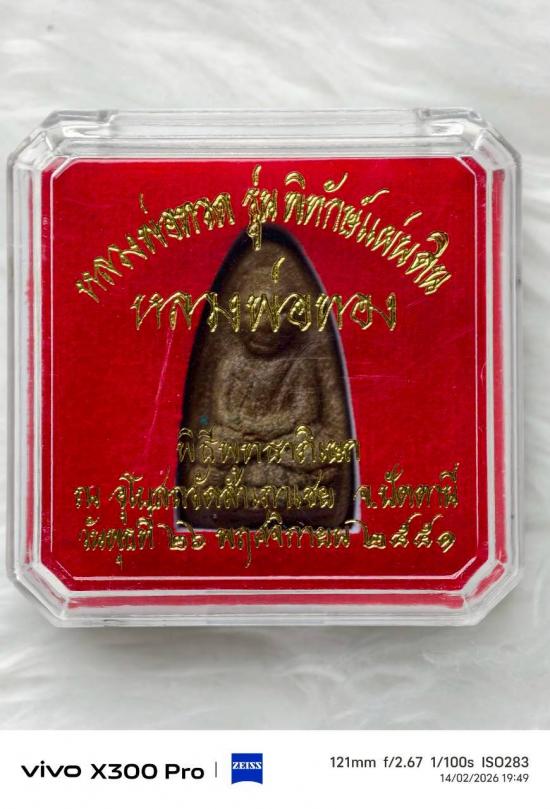 หลวงพ่อทวด รุ่น พิทักษ์แผ่นดิน
หลวงพ่อทอง
พิธีพุทธาภิเษก
ณ อุโบสถวัดสำเภาเชย จ.ปัตตานี
วันพุธที่ ๒๖ พฤศจิกายน ๒๕๕๑
vivo X300 Pro | ZEISS
121mm f/2.67 1/100s ISO283
14/02/2026 19:49